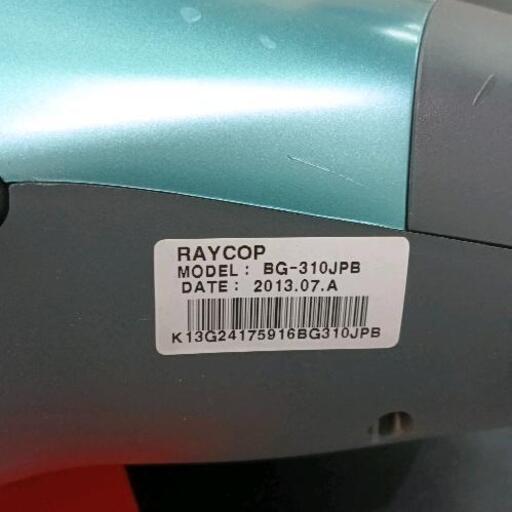 RAYCOP
MODEL : BG-310JPB
DATE : 2013.07.A
K13G24175916BG310JPB